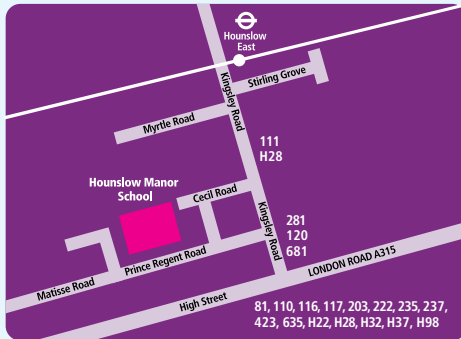 Hounslow
East
Stirling Grove
Kingsley Road
Myrtle Road
111
H28
Hounslow Manor
School
Cecil Road
Kingsley Road
281
120
681
Prince Regent Road
LONDON ROAD A315
Matisse Road
High Street
81, 110, 116, 117, 203, 222, 235, 237,
423, 635, H22, H28, H32, H37, H98